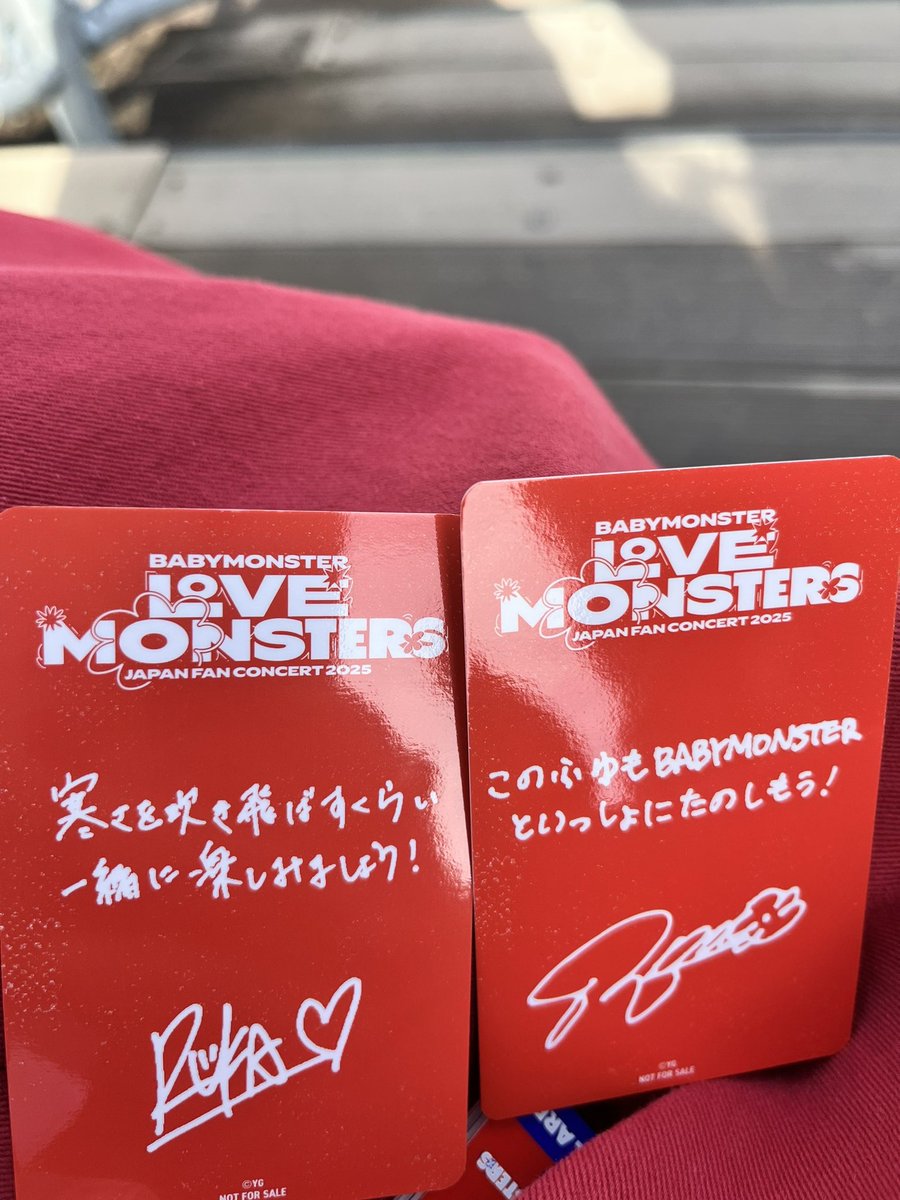 BABYMONSTER
LOVE
MONSTERS
JAPAN FAN CONCERT 2025
寒さを吹き飛ばすくらい
一緒に楽しみましょう!
RUKA
©YG
NOT FOR SALE
BABYMONSTER
LOVE
MONSTERS
JAPAN FAN CONCERT 2025
このふゆもBABYMONSTER
といっしょにたのしもう!
©YG
NOT FOR SALE